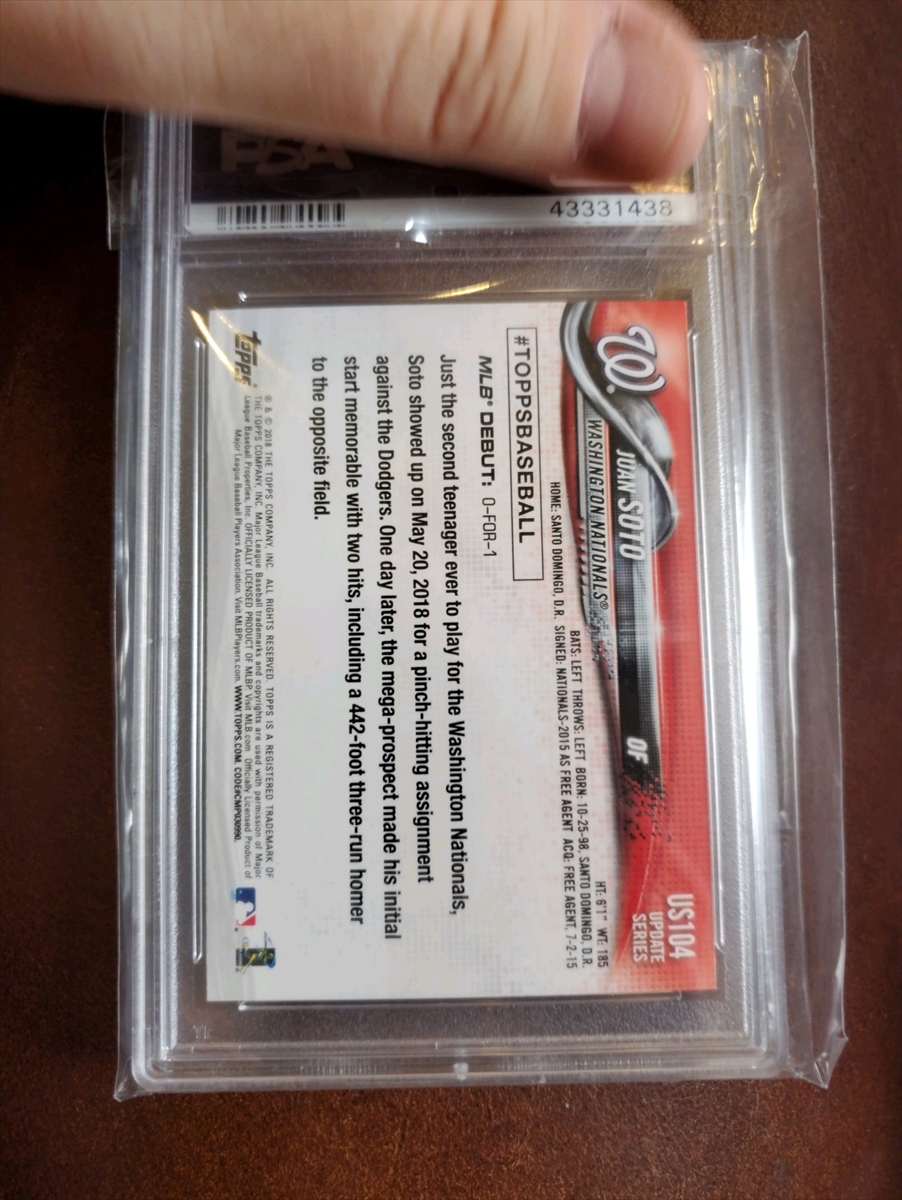 PSA
43331438
US104
UPDATE
SERIES
W
JUAN SOTO OF
WASHINGTON NATIONALS®
HT: 6'1" WT: 185
BATS: LEFT THROWS: LEFT BORN: 10-25-98, SANTO DOMINGO, D.R.
HOME: SANTO DOMINGO, D.R. SIGNED: NATIONALS-2015 AS FREE AGENT ACQ: FREE AGENT, 7-2-15
#TOPPSBASEBALL
MLB® DEBUT: 0-FOR-1
Just the second teenager ever to play for the Washington Nationals,
Soto showed up on May 20, 2018 for a pinch-hitting assignment
against the Dodgers. One day later, the mega-prospect made his initial
start memorable with two hits, including a 442-foot three-run homer
to the opposite field.
Topps
® & © 2018 THE TOPPS COMPANY, INC. ALL RIGHTS RESERVED. TOPPS IS A REGISTERED TRADEMARK OF
THE TOPPS COMPANY, INC. Major League Baseball trademarks and copyrights are used with permission of Major
League Baseball Properties, Inc. OFFICIALLY LICENSED PRODUCT OF MLBP. Visit MLB.com Officially Licensed Product of
Major League Baseball Players Association. Visit MLBPlayers.com WWW.TOPPS.COM. CODE#CMP030990.